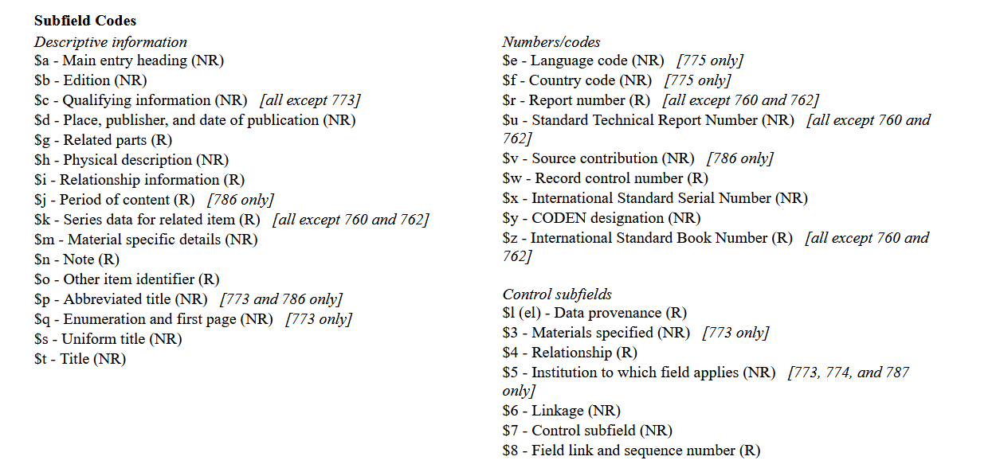 Subfield Codes
Descriptive information
$a - Main entry heading (NR)
$b - Edition (NR)
$c - Qualifying information (NR)   [all except 773]
$d - Place, publisher, and date of publication (NR)
$g - Related parts (R)
$h - Physical description (NR)
$i - Relationship information (R)
$j - Period of content (R)   [786 only]
$k - Series data for related item (R)   [all except 760 and 762]
$m - Material specific details (NR)
$n - Note (R)
$o - Other item identifier (R)
$p - Abbreviated title (NR)   [773 and 786 only]
$q - Enumeration and first page (NR)   [773 only]
$s - Uniform title (NR)
$t - Title (NR)
Numbers/codes
$e - Language code (NR)   [775 only]
$f - Country code (NR)   [775 only]
$r - Report number (R)   [all except 760 and 762]
$u - Standard Technical Report Number (NR)   [all except 760 and
762]
$v - Source contribution (NR)   [786 only]
$w - Record control number (R)
$x - International Standard Serial Number (NR)
$y - CODEN designation (NR)
$z - International Standard Book Number (R)   [all except 760 and
762]
Control subfields
$l (el) - Data provenance (R)
$3 - Materials specified (NR)   [773 only]
$4 - Relationship (R)
$5 - Institution to which field applies (NR)   [773, 774, and 787
only]
$6 - Linkage (NR)
$7 - Control subfield (NR)
$8 - Field link and sequence number (R)